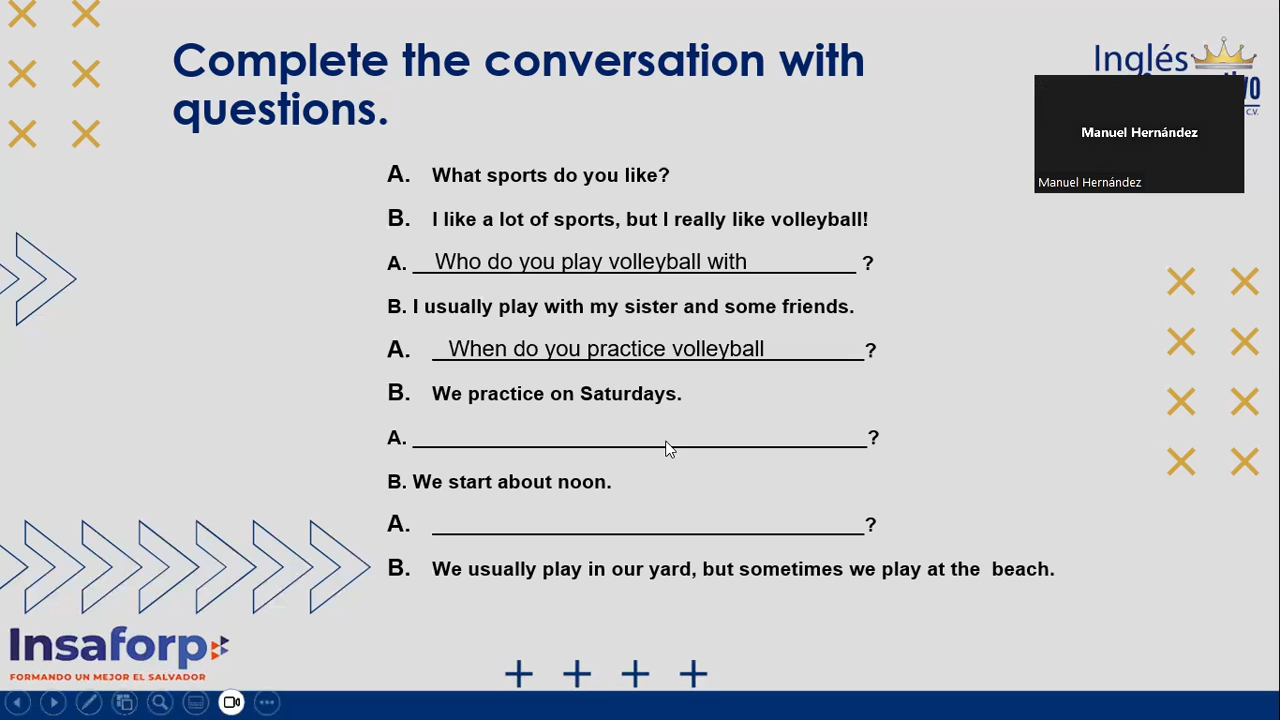 Complete the conversation with
questions.
Inglés
Manuel Hernández
Manuel Hernández
A. What sports do you like?
B. I like a lot of sports, but I really like volleyball!
A. Who do you play volleyball with ?
B. I usually play with my sister and some friends.
A. When do you practice volleyball ?
B. We practice on Saturdays.
A. ?
B. We start about noon.
A. ?
B. We usually play in our yard, but sometimes we play at the beach.
Insaforp
FORMANDO UN MEJOR EL SALVADOR